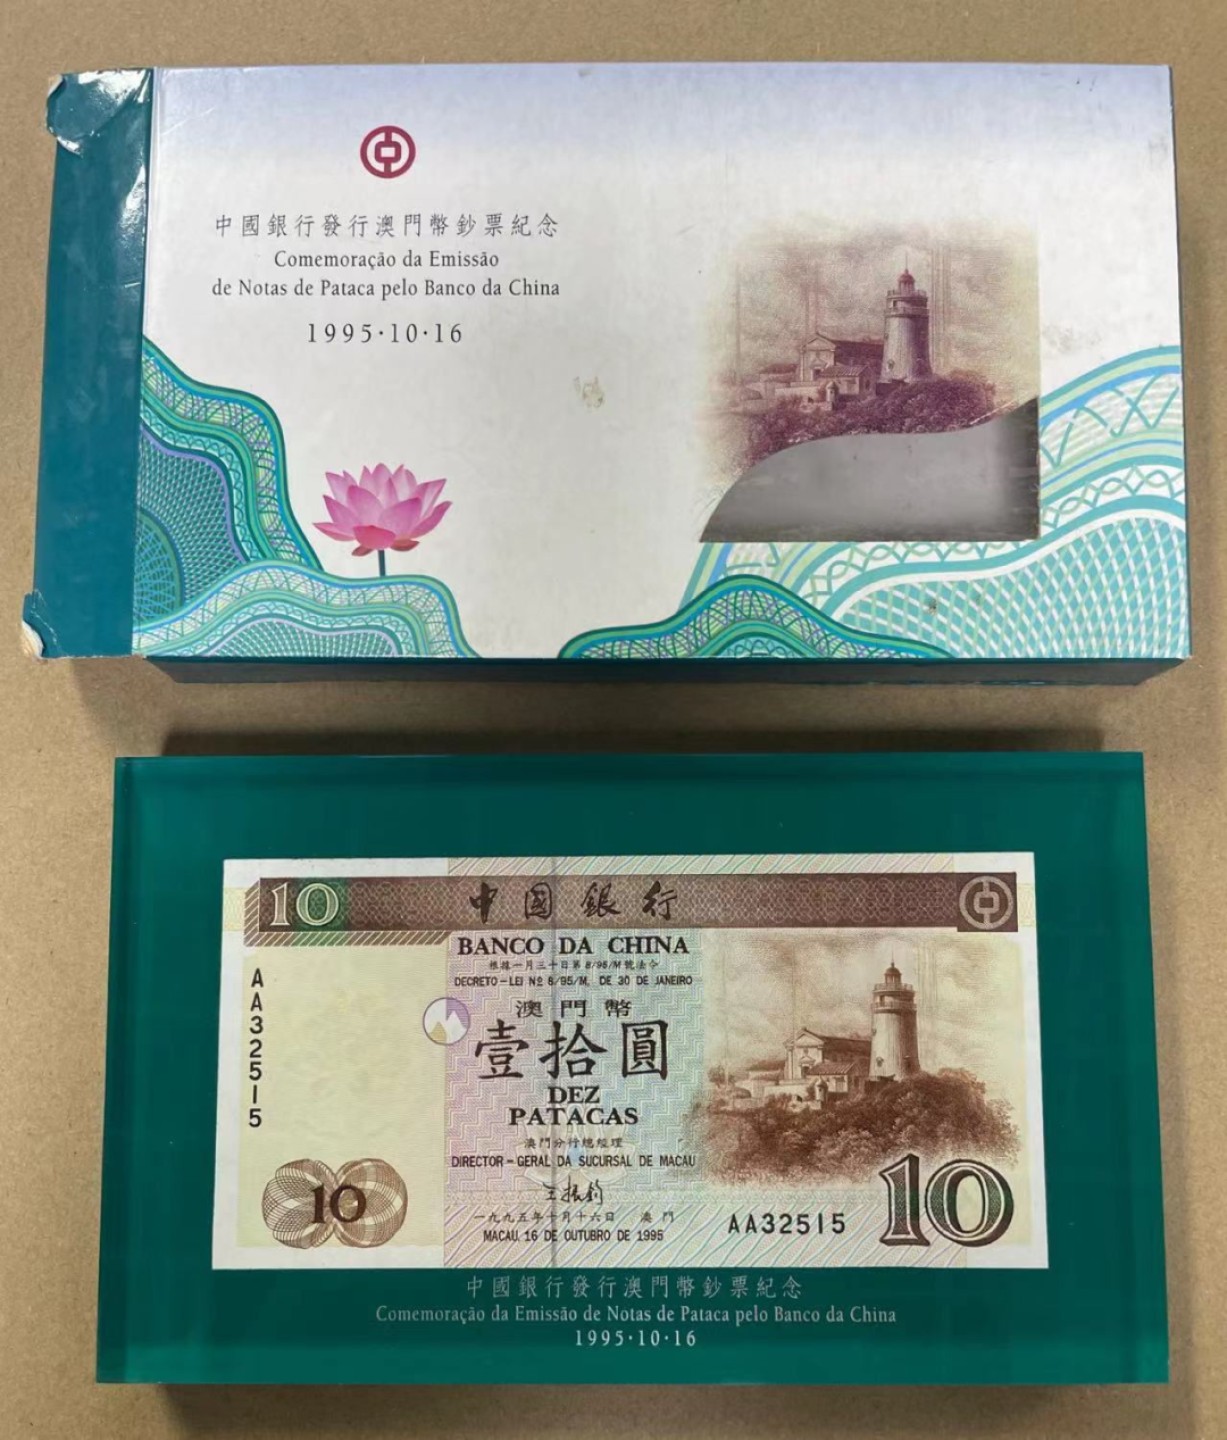 中國銀行發行澳門幣鈔票紀念
Comemoração da Emissão
de Notas de Pataca pelo Banco da China
1995·10·16
10
中國銀行
BANCO DA CHINA
根據一月三十日第6/95/M號法令
DECRETO-LEI Nº 6/95/M, DE 30 DE JANEIRO
AA32515
澳門幣
壹拾圓
DEZ
PATACAS
澳門分行總經理
DIRECTOR-GERAL DA SUCURSAL DE MACAU
王振鈞
一九九五年十月十六日 澳門
MACAU, 16 DE OUTUBRO DE 1995
10
AA32515
10
中國銀行發行澳門幣鈔票紀念
Comemoração da Emissão de Notas de Pataca pelo Banco da China
1995·10·16